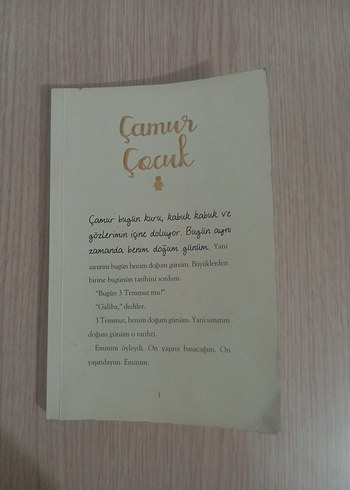 Çamur
Çocuk
Çamur bugün kuru, kabuk kabuk ve
gözlerimin içine doluyor. Bugün aynı
zamanda benim doğum günüm. Yani
sanırım bugün benim doğum günüm. Büyüklerden
birine bugünün tarihini sordum.
"Bugün 3 Temmuz mu?"
"Galiba," dediler.
3 Temmuz, benim doğum günüm. Yani sanırım
doğum günüm o tarihti.
Eminim öyleydi. On yaşına basacağım. On
yaşındayım. Eminim.
1